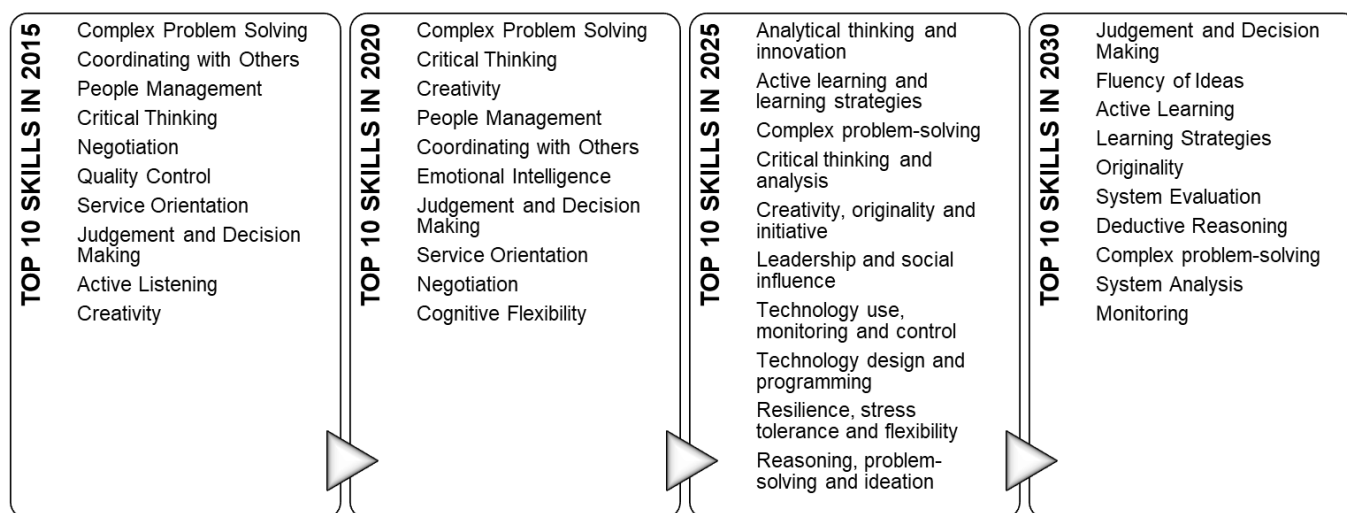 TOP 10 SKILLS IN 2015
Complex Problem Solving
Coordinating with Others
People Management
Critical Thinking
Negotiation
Quality Control
Service Orientation
Judgement and Decision
Making
Active Listening
Creativity
TOP 10 SKILLS IN 2020
Complex Problem Solving
Critical Thinking
Creativity
People Management
Coordinating with Others
Emotional Intelligence
Judgement and Decision
Making
Service Orientation
Negotiation
Cognitive Flexibility
TOP 10 SKILLS IN 2025
Analytical thinking and
innovation
Active learning and
learning strategies
Complex problem-solving
Critical thinking and
analysis
Creativity, originality and
initiative
Leadership and social
influence
Technology use,
monitoring and control
Technology design and
programming
Resilience, stress
tolerance and flexibility
Reasoning, problem-
solving and ideation
TOP 10 SKILLS IN 2030
Judgement and Decision
Making
Fluency of Ideas
Active Learning
Learning Strategies
Originality
System Evaluation
Deductive Reasoning
Complex problem-solving
System Analysis
Monitoring